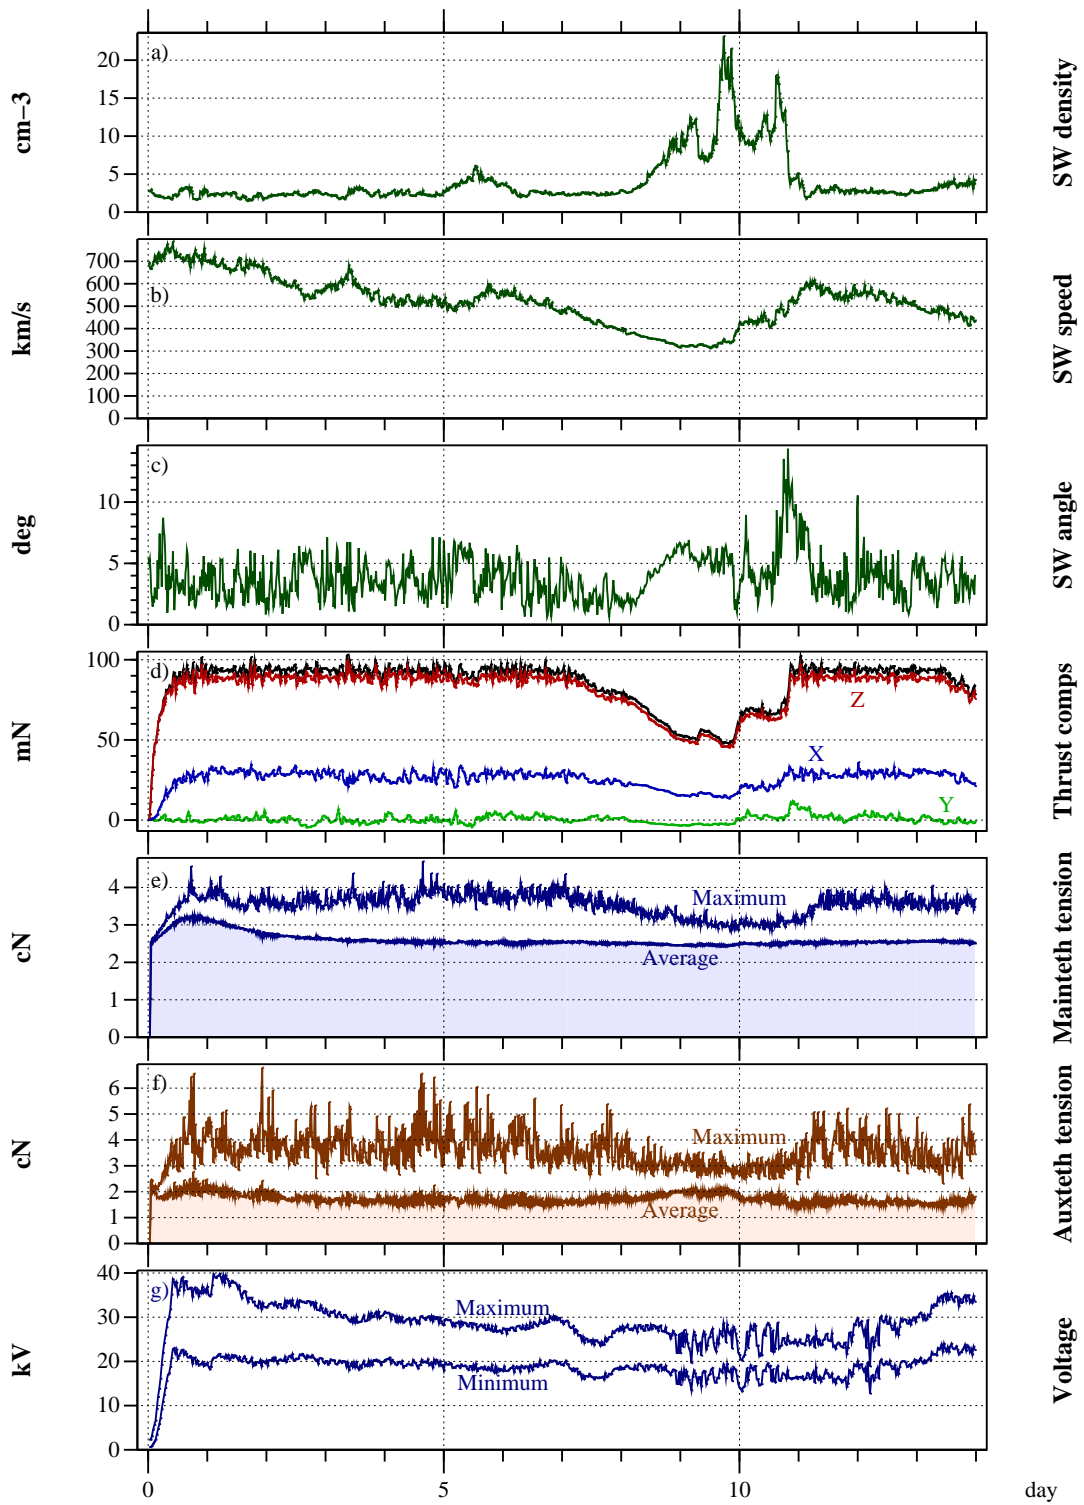 a)
20
15
10
5
0
cm−3
SW density
700
600
500
400
300
200
100
0
b)
km/s
SW speed
c)
10
5
0
deg
SW angle
d)
100
50
0
Z
X
Y
mN
Thrust comps
e)
4
3
2
1
0
Maximum
Average
cN
Mainteth tension
f)
6
5
4
3
2
1
0
Maximum
Average
cN
Auxteth tension
g)
40
30
20
10
0
Maximum
Minimum
kV
Voltage
0 5 10 day